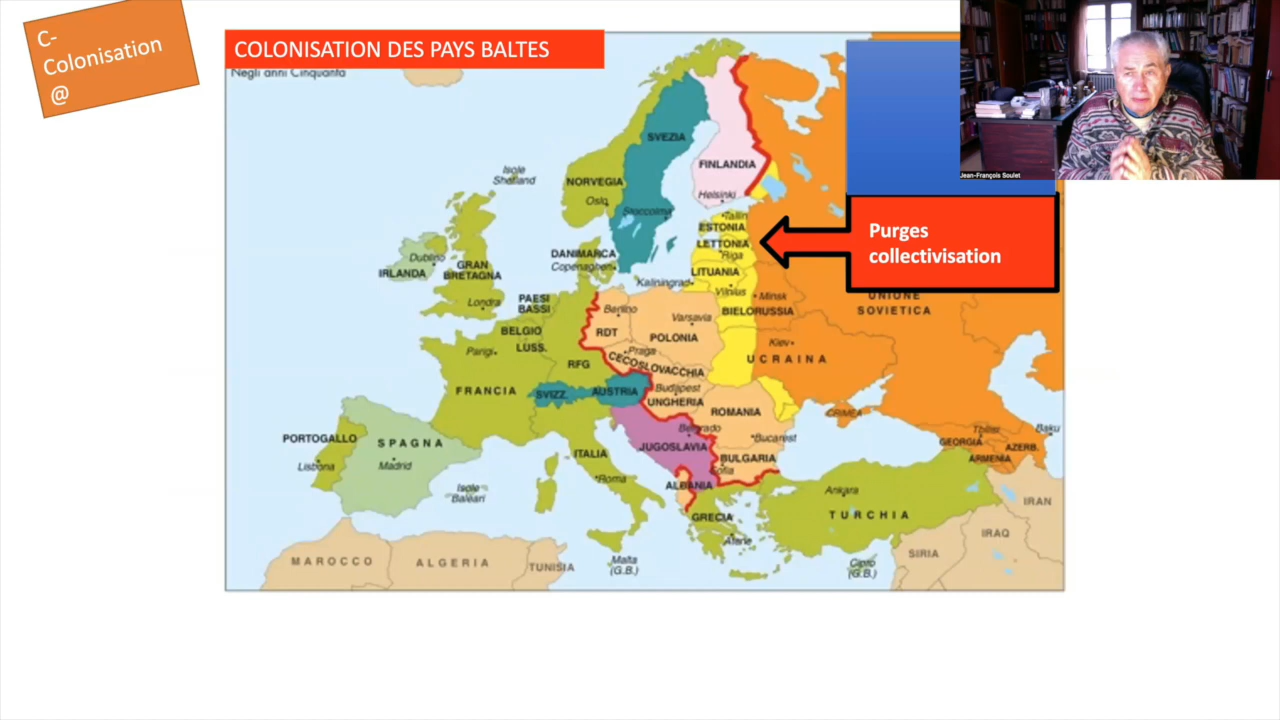 C-
Colonisation
@
COLONISATION DES PAYS BALTES
Negli anni Cinquanta
Jean-François Soulet
Purges
collectivisation
SVEZIA
FINLANDIA
Isole
Shetland
NORVEGIA
Oslo
Helsinki
Stoccolma
Tallin
ESTONIA
LETTONIA
Riga
DANIMARCA
Copenaghen
Dublino
IRLANDA
GRAN
BRETAGNA
Londra
Kaliningrad
LITUANIA
Vilnius
Minsk
BIELORUSSIA
UNIONE
SOVIETICA
PAESI
BASSI
Berlino
Varsavia
BELGIO
LUSS.
RDT
POLONIA
Parigi
Praga
CECOSLOVACCHIA
Kiev
UCRAINA
RFG
FRANCIA
SVIZZ.
AUSTRIA
Budapest
UNGHERIA
ROMANIA
CRIMEA
Belgrado
Bucarest
Tbilisi
Baku
PORTOGALLO
SPAGNA
Lisbona
Madrid
ITALIA
JUGOSLAVIA
BULGARIA
Sofia
GEORGIA
AZERB.
ARMENIA
Roma
ALBANIA
Isole
Baleari
Ankara
TURCHIA
IRAN
GRECIA
Atene
IRAQ
MAROCCO
ALGERIA
TUNISIA
Malta
(G.B.)
Cipro
(G.B.)
SIRIA